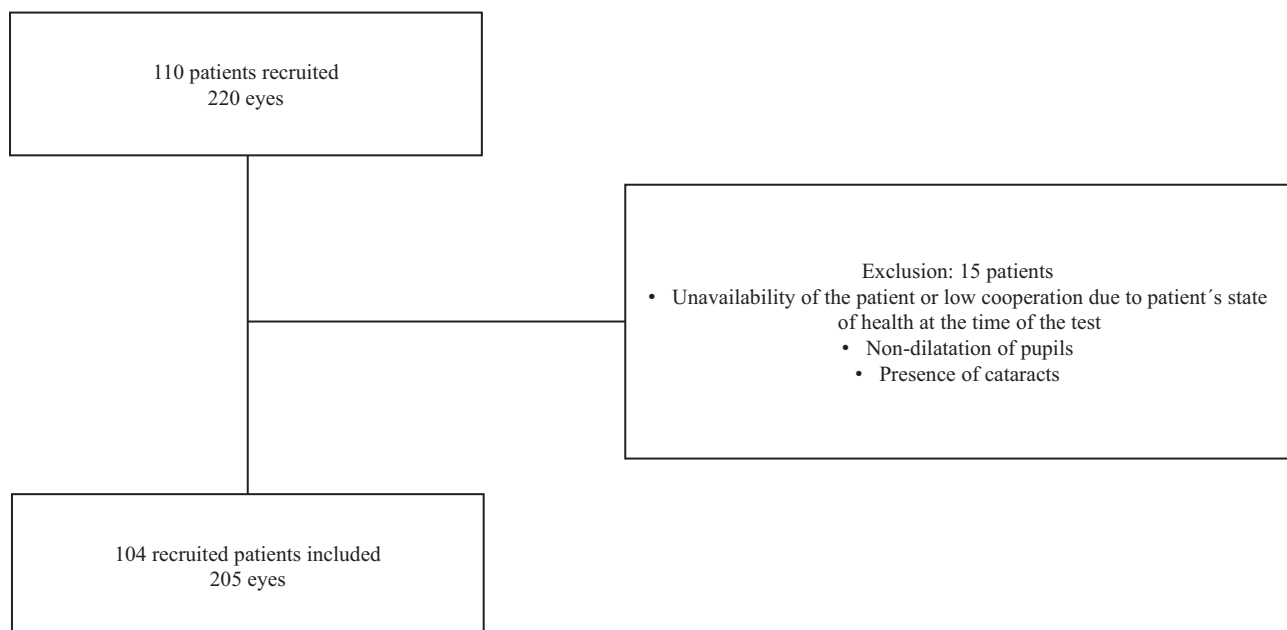 110 patients recruited
220 eyes
Exclusion: 15 patients
• Unavailability of the patient or low cooperation due to patient´s state
of health at the time of the test
• Non-dilatation of pupils
• Presence of cataracts
104 recruited patients included
205 eyes